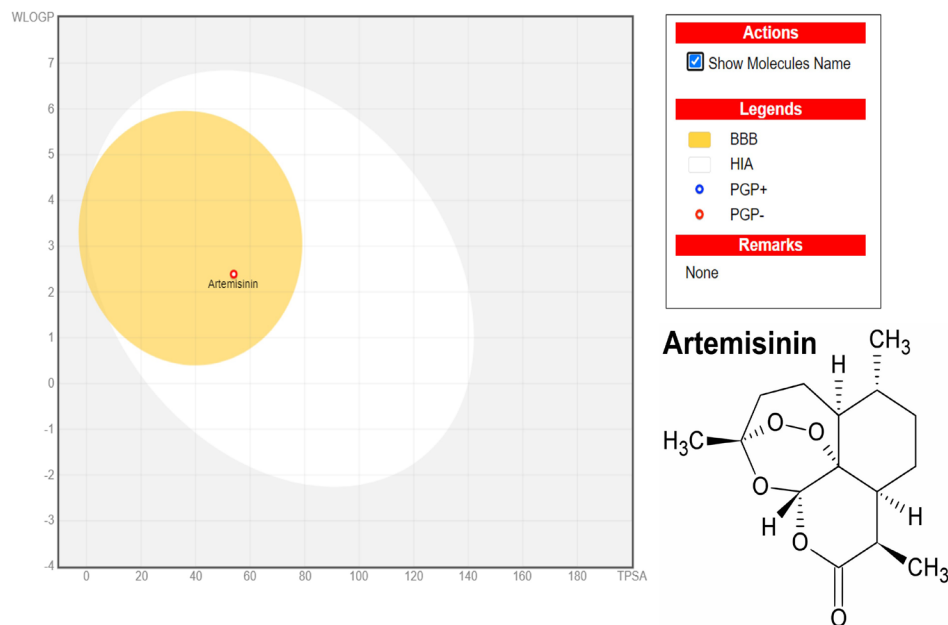 WLOGP
7
6
5
4
3
2
1
0
-1
-2
-3
-4
0 20 40 60 80 100 120 140 160 180 TPSA
Artemisinin
Actions
Show Molecules Name
Legends
BBB
HIA
PGP+
PGP-
Remarks
None
Artemisinin
CH3
H
H3C
O
O
O
H
H
O
CH3
O